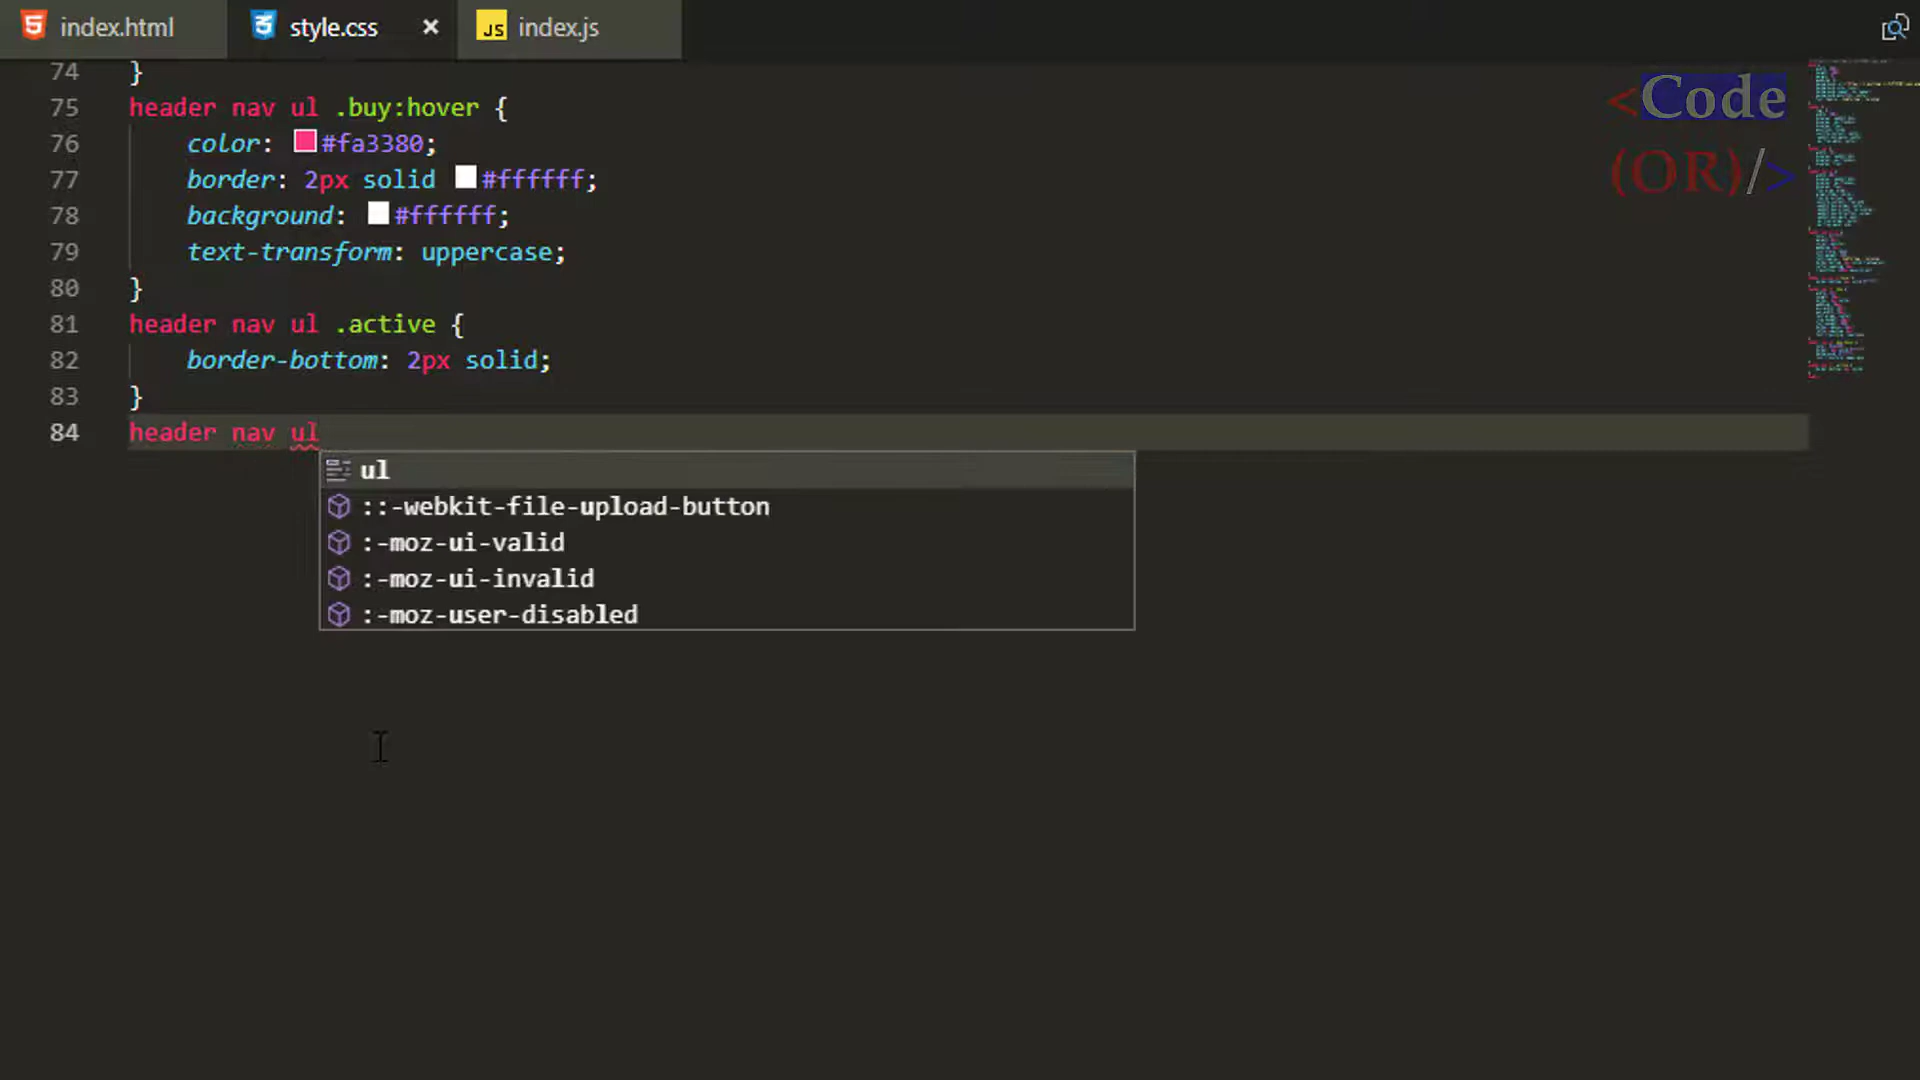 index.html style.css × JS index.js
<Code
(OR)/>
74 }
75 header nav ul .buy:hover {
76 color: #fa3380;
77 border: 2px solid #ffffff;
78 background: #ffffff;
79 text-transform: uppercase;
80 }
81 header nav ul .active {
82 border-bottom: 2px solid;
83 }
84 header nav ul
ul
::-webkit-file-upload-button
:-moz-ui-valid
:-moz-ui-invalid
:-moz-user-disabled